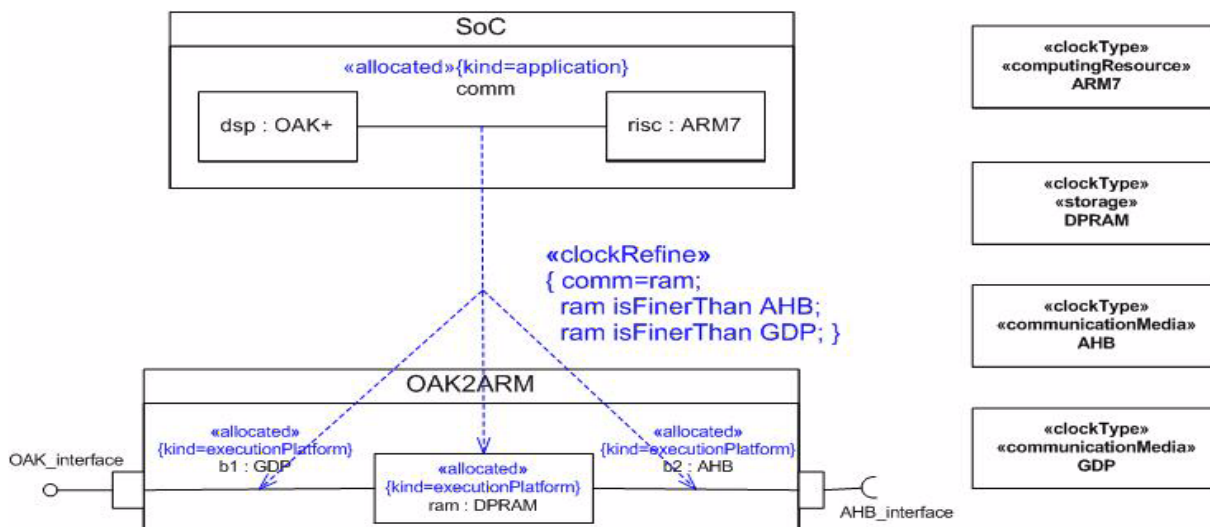 SoC
«allocated»{kind=application}
comm
dsp : OAK+
risc : ARM7
«clockRefine»
{ comm=ram;
ram isFinerThan AHB;
ram isFinerThan GDP; }
OAK2ARM
«allocated»
{kind=executionPlatform}
b1 : GDP
«allocated»
{kind=executionPlatform}
ram : DPRAM
«allocated»
{kind=executionPlatform}
b2 : AHB
OAK_interface
AHB_interface
«clockType»
«computingResource»
ARM7
«clockType»
«storage»
DPRAM
«clockType»
«communicationMedia»
AHB
«clockType»
«communicationMedia»
GDP